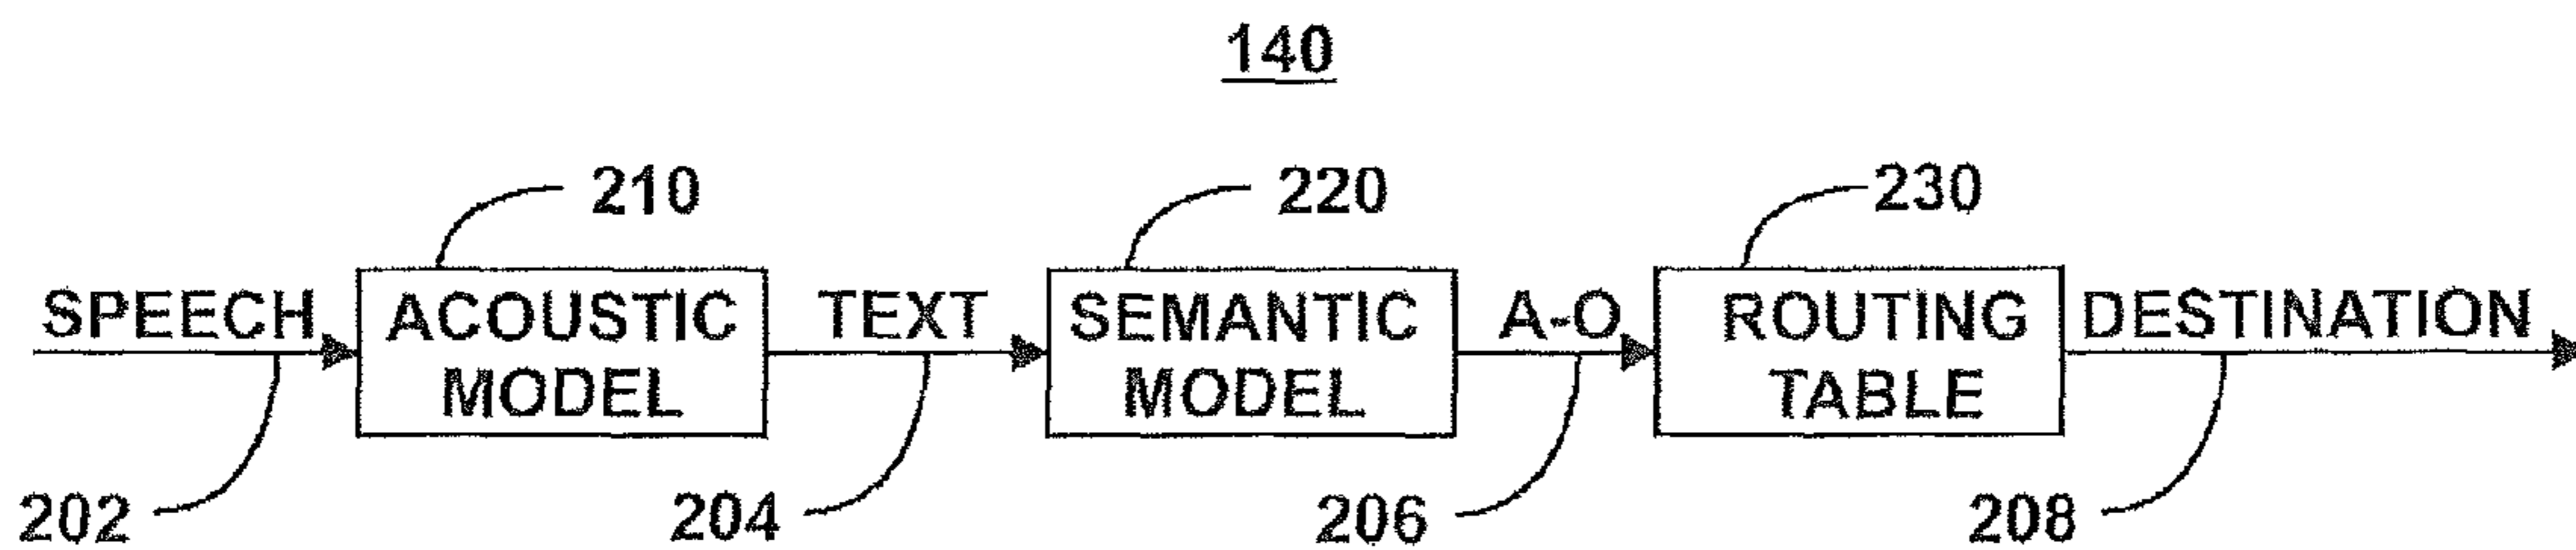 140
210
220
230
SPEECH
ACOUSTIC
MODEL
TEXT
SEMANTIC
MODEL
A-O
ROUTING
TABLE
DESTINATION
202
204
206
208